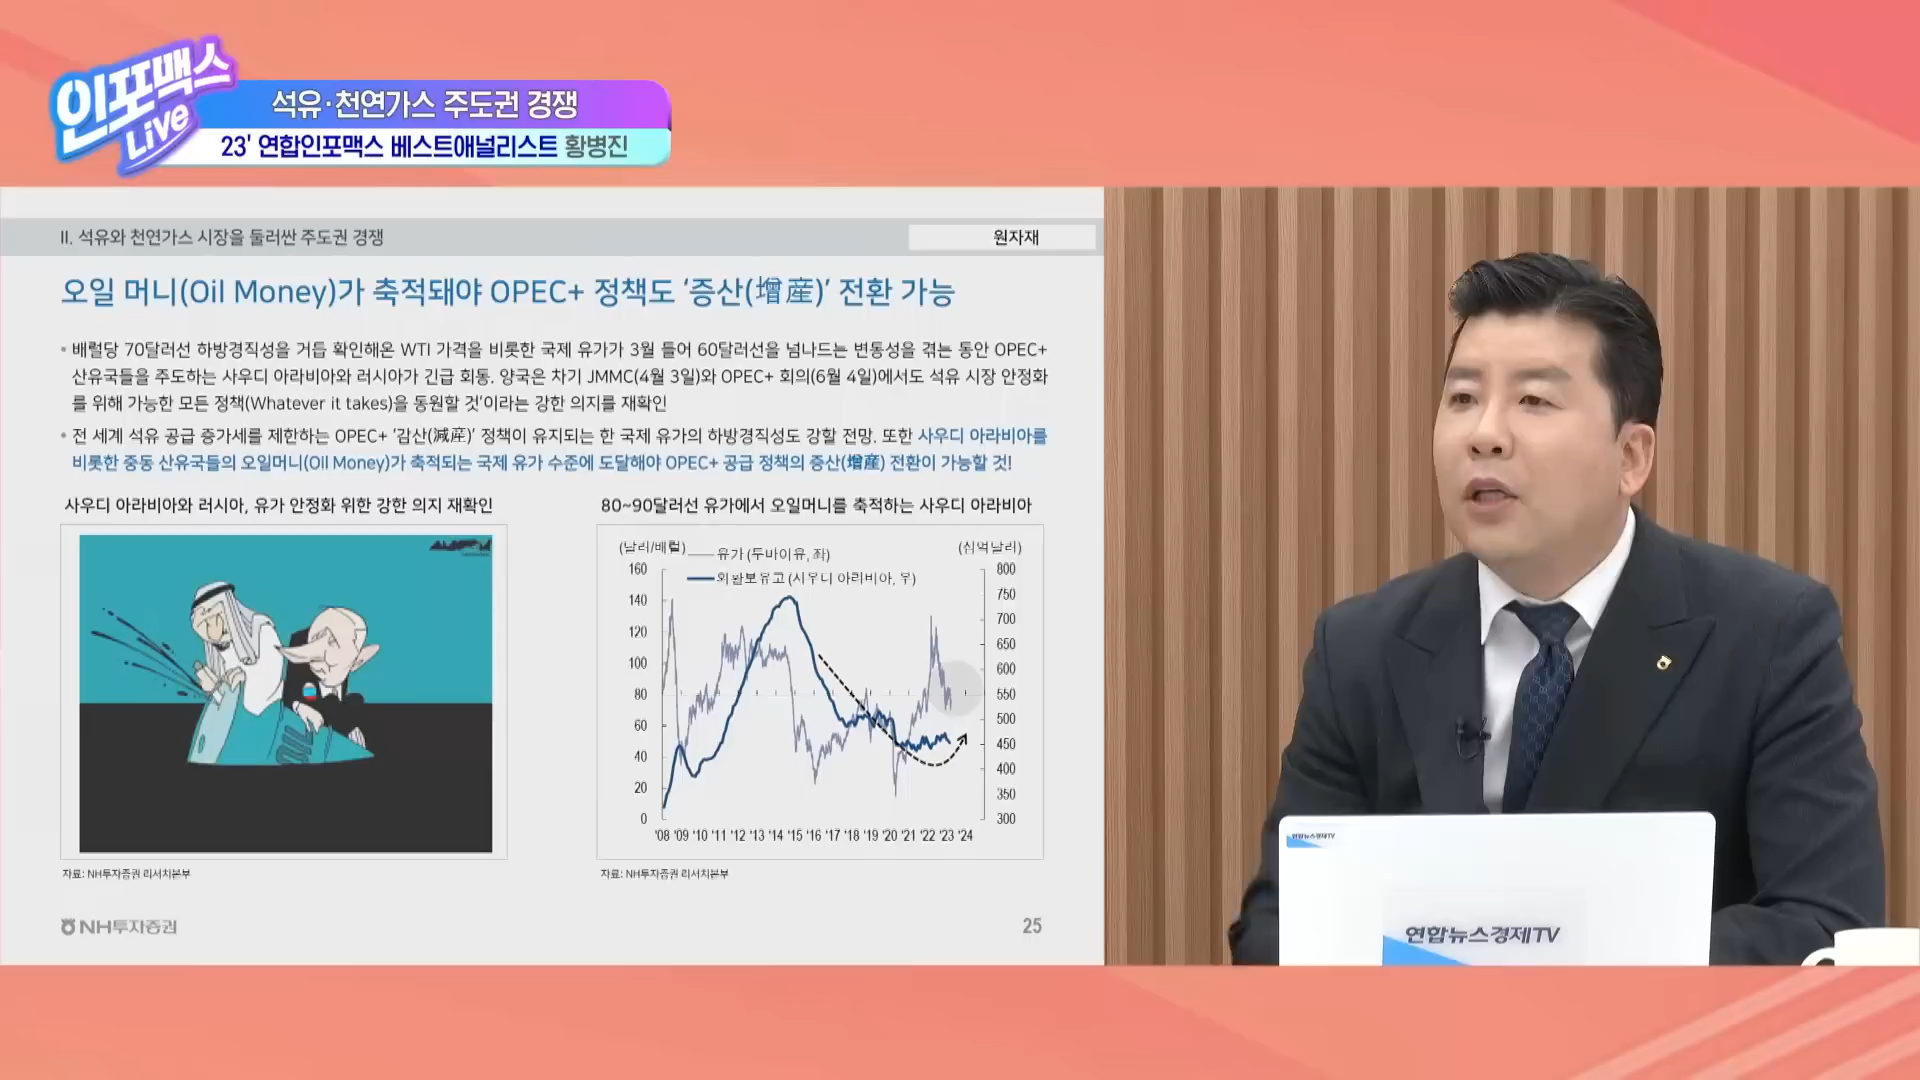 인포맥스
Live
석유·천연가스 주도권 경쟁
23' 연합인포맥스 베스트애널리스트 황병진
II. 석유와 천연가스 시장을 둘러싼 주도권 경쟁
원자재
오일 머니(Oil Money)가 축적돼야 OPEC+ 정책도 '증산(增産)' 전환 가능
• 배럴당 70달러선 하방경직성을 거듭 확인해온 WTI 가격을 비롯한 국제 유가가 3월 들어 60달러선을 넘나드는 변동성을 겪는 동안 OPEC+
산유국들을 주도하는 사우디 아라비아와 러시아가 긴급 회동. 양국은 차기 JMMC(4월 3일)와 OPEC+ 회의(6월 4일)에서도 석유 시장 안정화
를 위해 가능한 모든 정책(Whatever it takes)을 동원할 것'이라는 강한 의지를 재확인
• 전 세계 석유 공급 증가세를 제한하는 OPEC+ '감산(減産)' 정책이 유지되는 한 국제 유가의 하방경직성도 강할 전망. 또한 사우디 아라비아를
비롯한 중동 산유국들의 오일머니(Oil Money)가 축적되는 국제 유가 수준에 도달해야 OPEC+ 공급 정책의 증산(增産) 전환이 가능할 것!
사우디 아라비아와 러시아, 유가 안정화 위한 강한 의지 재확인
OIL
자료: NH투자증권 리서치본부
80~90달러선 유가에서 오일머니를 축적하는 사우디 아라비아
(달러/배럴)
(십억달러)
유가 (두바이유, 좌)
외환보유고 (사우디 아라비아, 우)
160 800
140 750
120 700
100 650
80 600
60 550
40 500
20 450
0 400
350
300
'08 '09 '10 '11 '12 '13 '14 '15 '16 '17 '18 '19 '20 '21 '22 '23 '24
자료: NH투자증권 리서치본부
NH투자증권
25
연합뉴스경제TV
연합뉴스경제TV